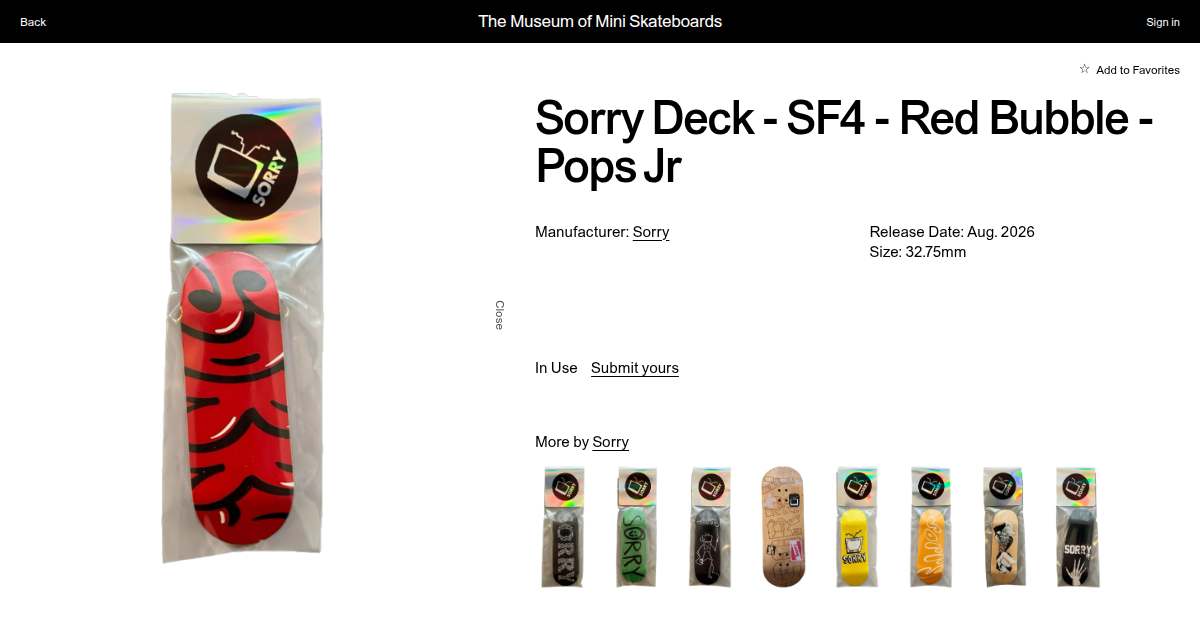 Back
The Museum of Mini Skateboards
Sign in
☆ Add to Favorites
SORRY
Sorry Deck - SF4 - Red Bubble -
Pops Jr
Manufacturer: Sorry
Release Date: Aug. 2026
Size: 32.75mm
Close
In Use Submit yours
More by Sorry
SORRY
SORRY
SORRY
SORRY